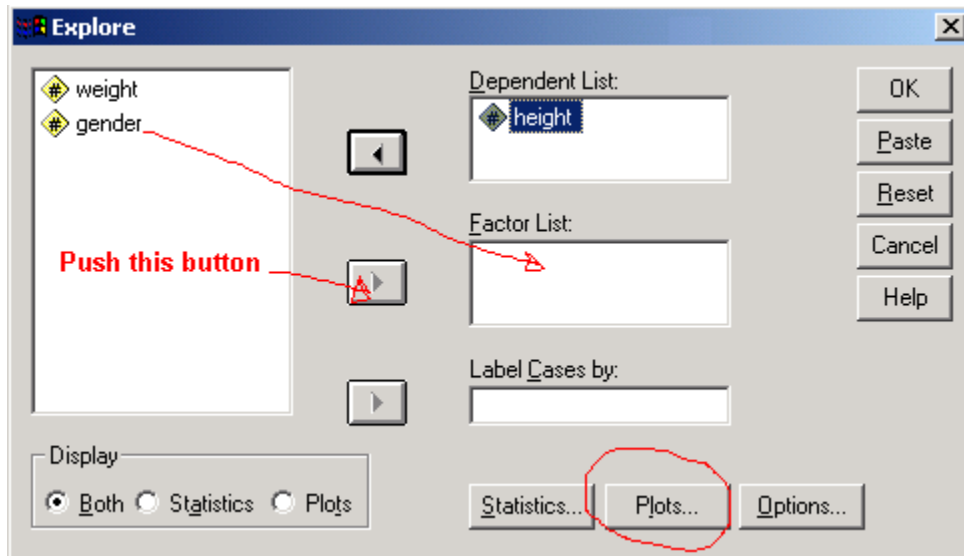 Explore
weight
gender
Push this button
Dependent List:
height
Factor List:
Label Cases by:
OK
Paste
Reset
Cancel
Help
Display
Both Statistics Plots
Statistics... Plots... Options...